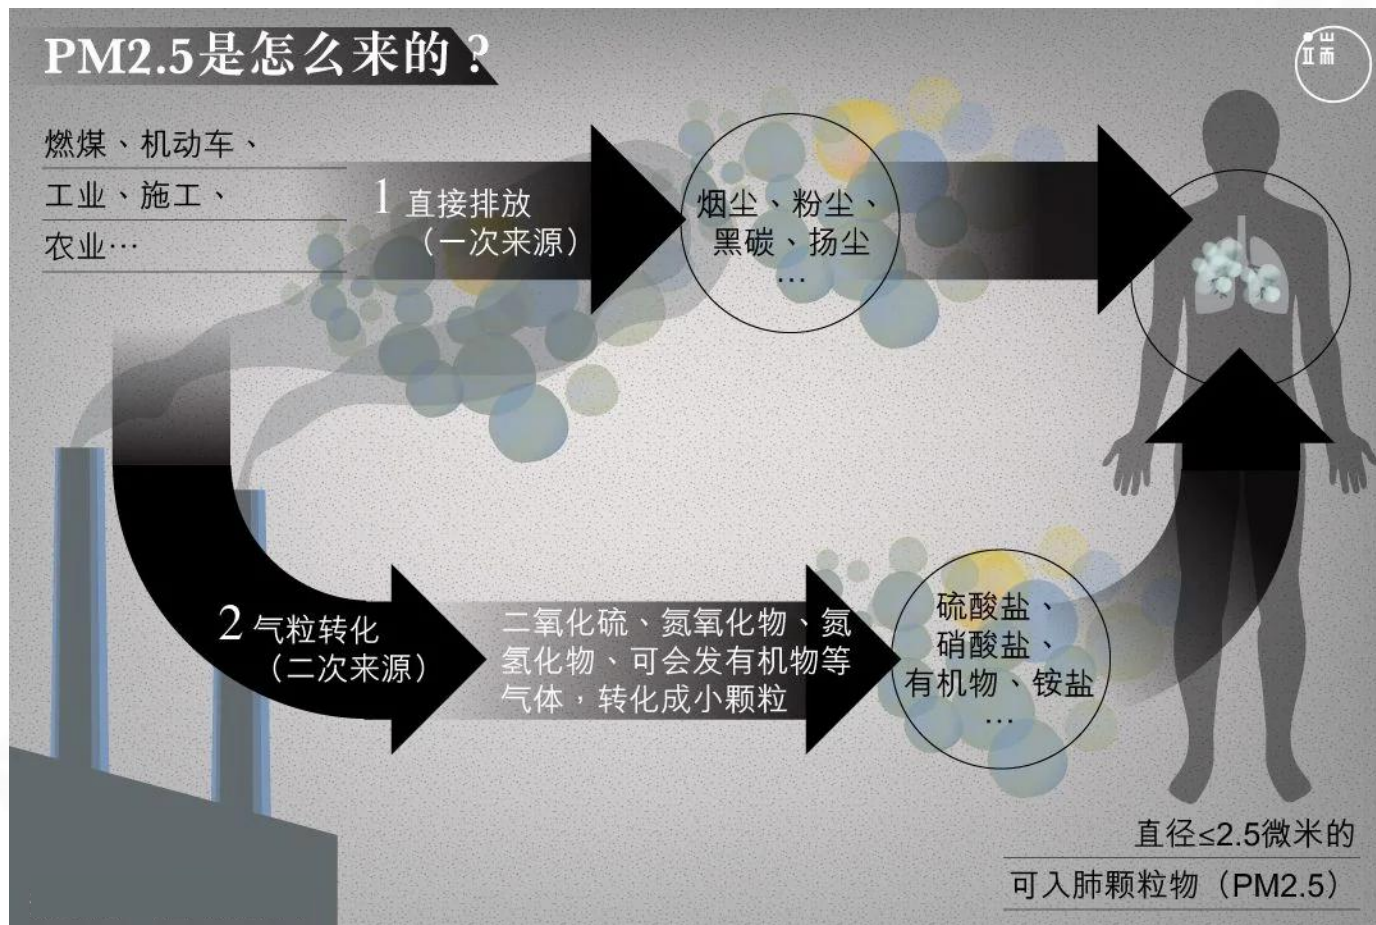 PM2.5是怎么来的？
端
燃煤、机动车、
工业、施工、
农业…
1 直接排放
（一次来源）
烟尘、粉尘、
黑碳、扬尘
…
2 气粒转化
（二次来源）
二氧化硫、氮氧化物、氮
氢化物、可会发有机物等
气体，转化成小颗粒
硫酸盐、
硝酸盐、
有机物、铵盐
…
直径≤2.5微米的
可入肺颗粒物（PM2.5）